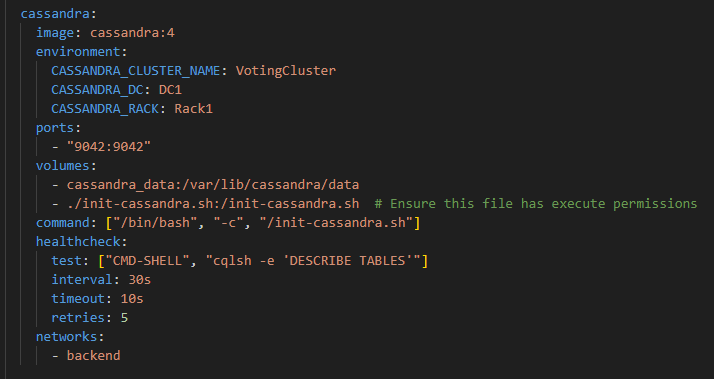 cassandra:
  image: cassandra:4
  environment:
    CASSANDRA_CLUSTER_NAME: VotingCluster
    CASSANDRA_DC: DC1
    CASSANDRA_RACK: Rack1
  ports:
    - "9042:9042"
  volumes:
    - cassandra_data:/var/lib/cassandra/data
    - ./init-cassandra.sh:/init-cassandra.sh  # Ensure this file has execute permissions
  command: ["/bin/bash", "-c", "/init-cassandra.sh"]
  healthcheck:
    test: ["CMD-SHELL", "cqlsh -e 'DESCRIBE TABLES'"]
    interval: 30s
    timeout: 10s
    retries: 5
  networks:
    - backend